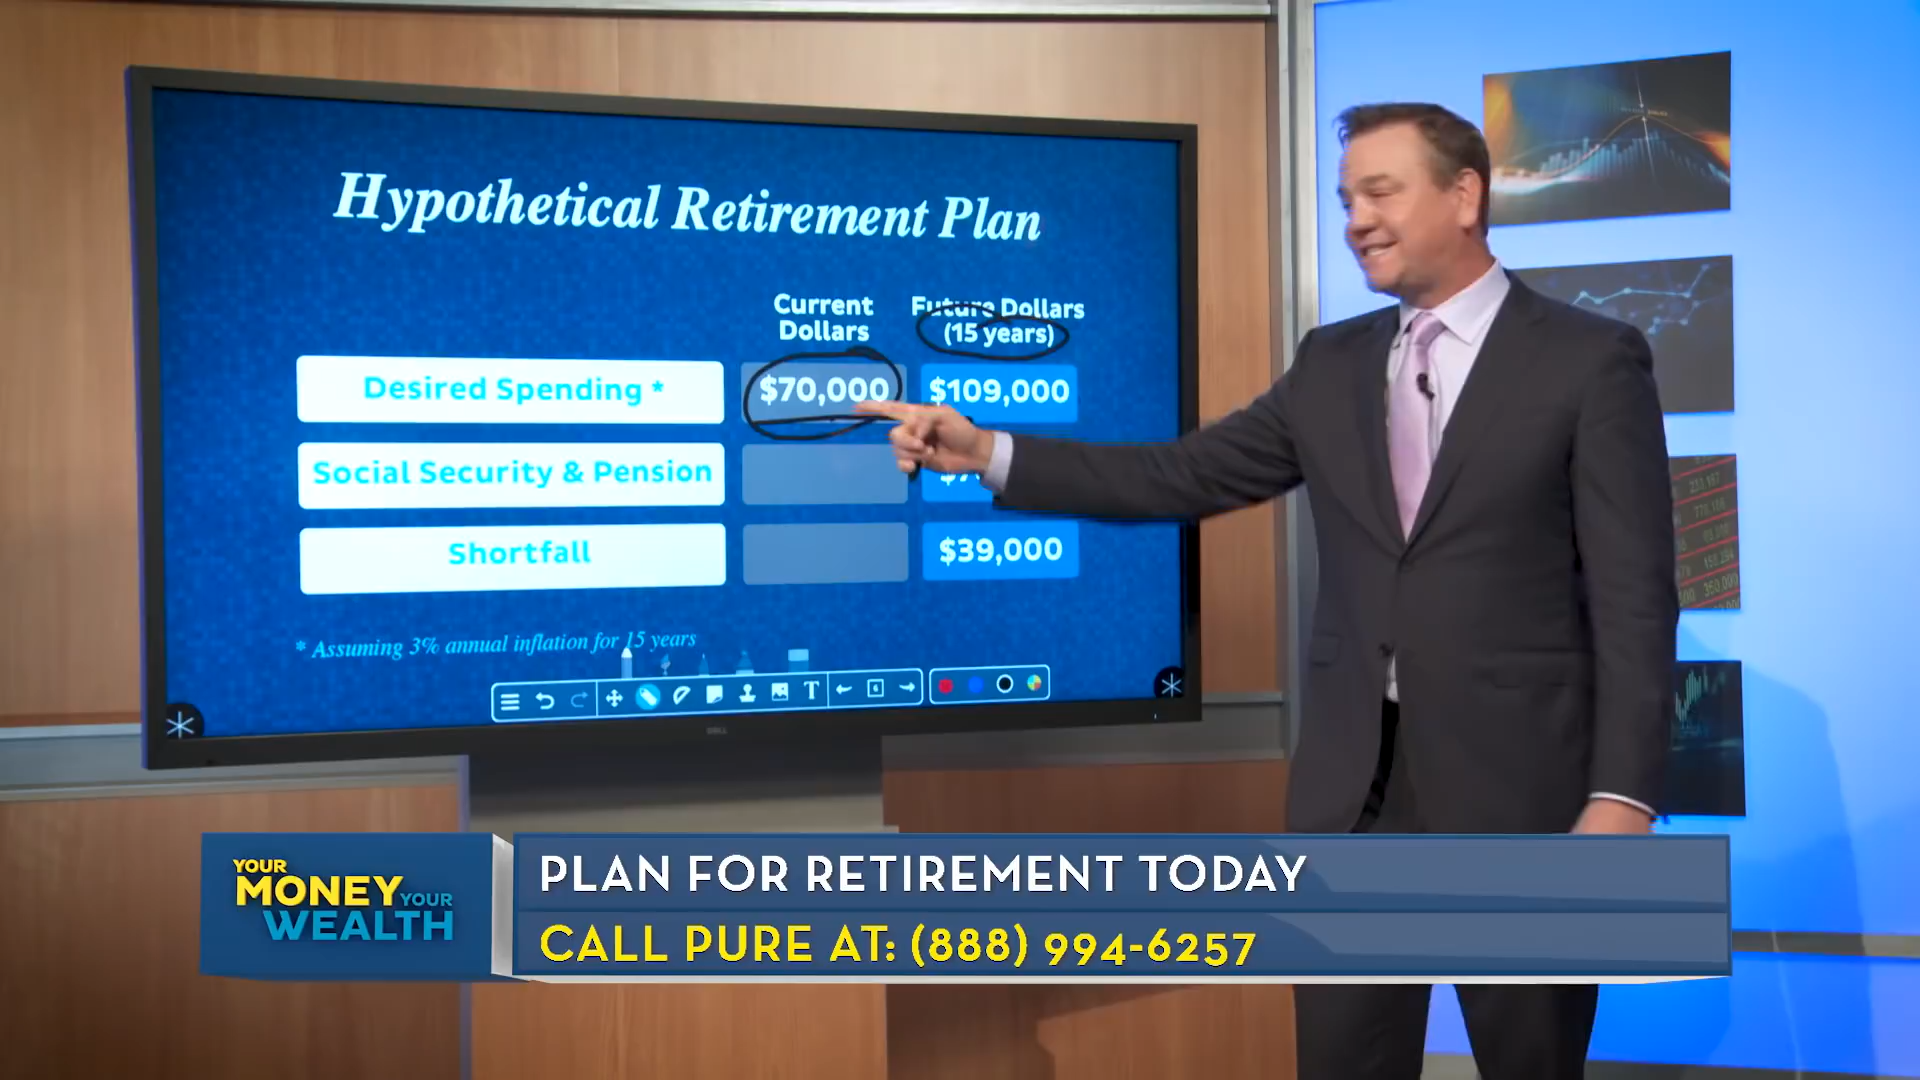 Hypothetical Retirement Plan
Current Dollars
Future Dollars (15 years)
Desired Spending * $70,000 $109,000
Social Security & Pension
Shortfall $39,000
* Assuming 3% annual inflation for 15 years
T
DELL
YOUR MONEY YOUR WEALTH
PLAN FOR RETIREMENT TODAY
CALL PURE AT: (888) 994-6257